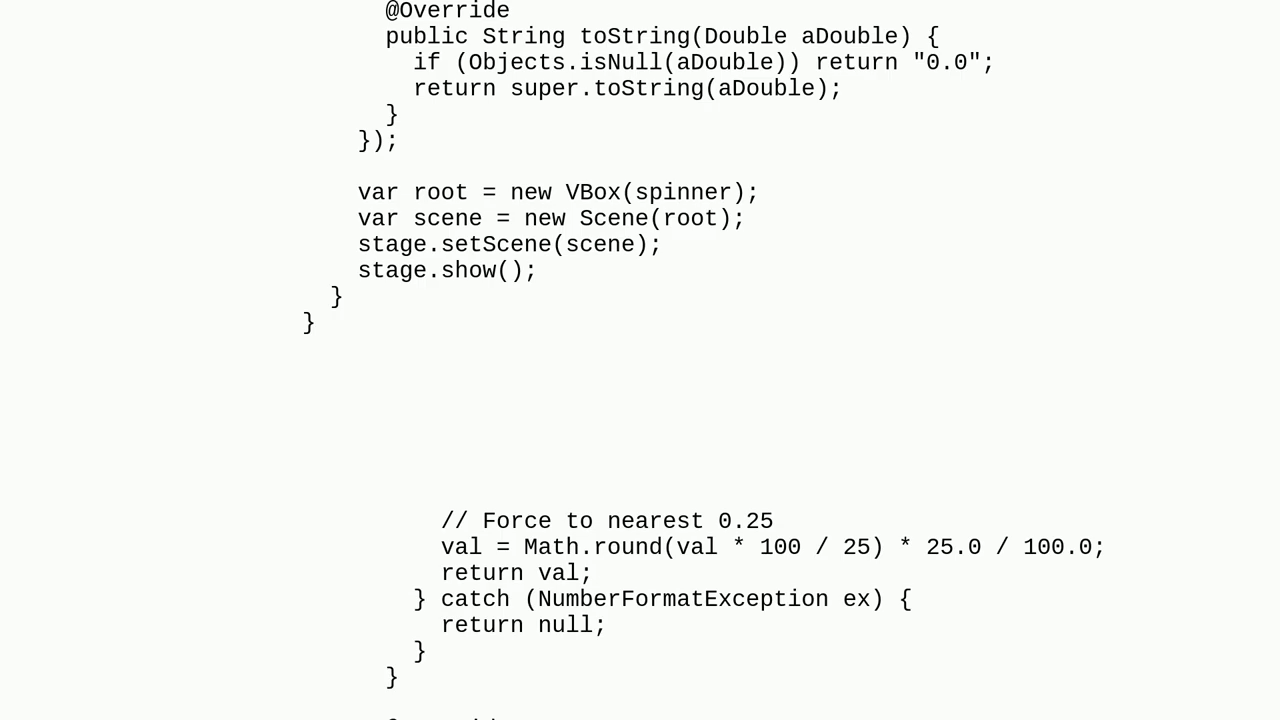 @Override
public String toString(Double aDouble) {
if (Objects.isNull(aDouble)) return "0.0";
return super.toString(aDouble);
}
});
var root = new VBox(spinner);
var scene = new Scene(root);
stage.setScene(scene);
stage.show();
}
}
// Force to nearest 0.25
val = Math.round(val * 100 / 25) * 25.0 / 100.0;
return val;
} catch (NumberFormatException ex) {
return null;
}
}